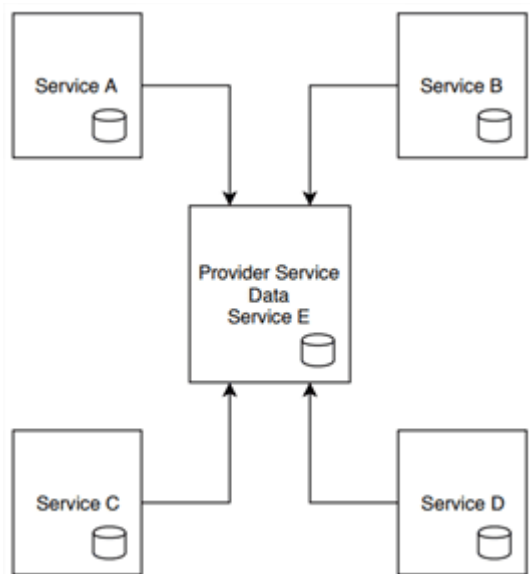 Service A
Service B
Provider Service
Data
Service E
Service C
Service D